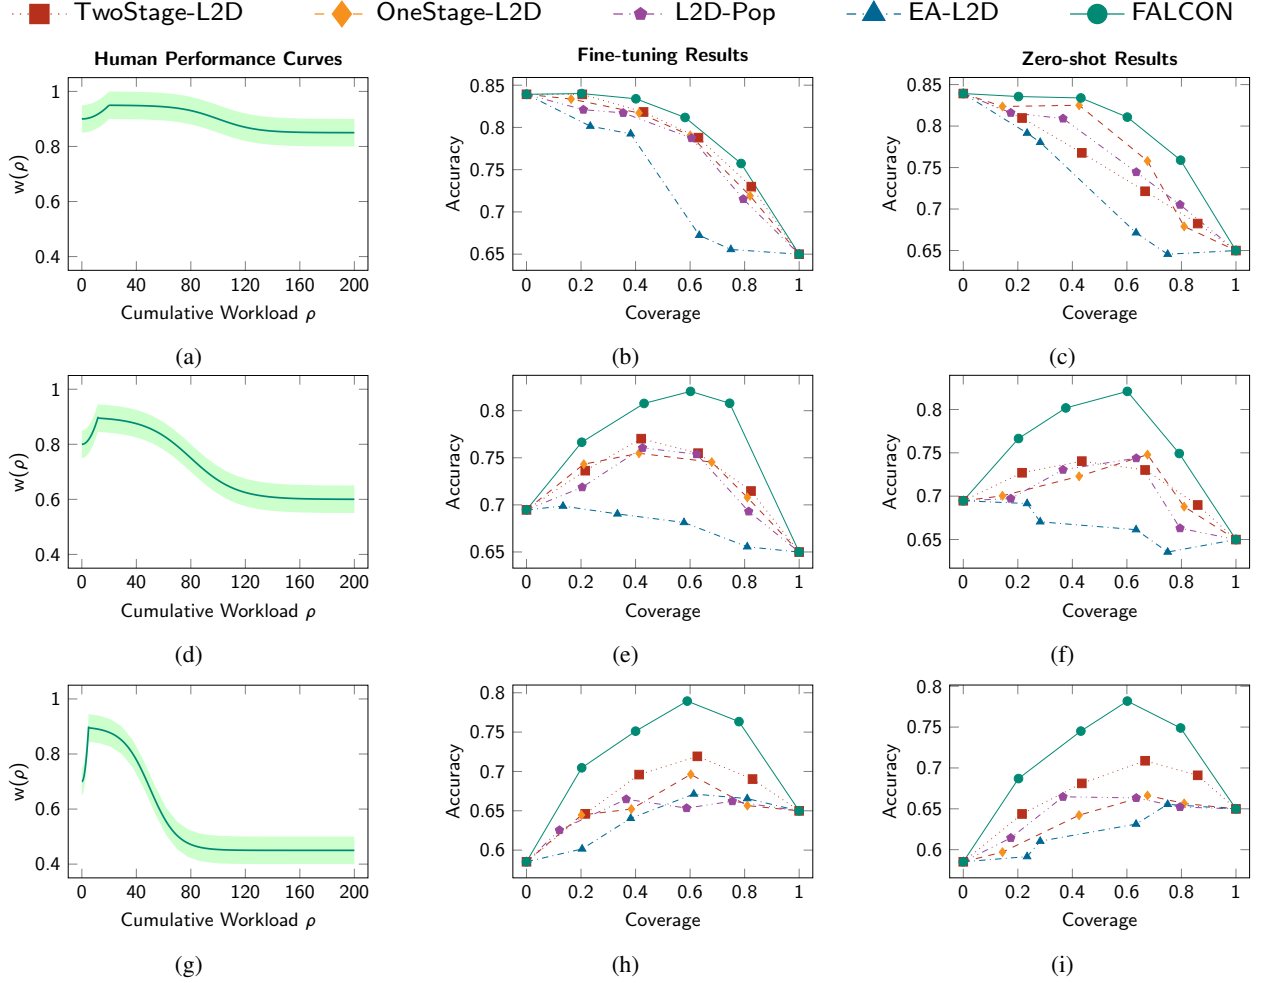 TwoStage-L2D OneStage-L2D L2D-Pop EA-L2D FALCON
Human Performance Curves
1
0.8
0.6
0.4
w(ρ)
0 40 80 120 160 200
Cumulative Workload ρ
(a)
Fine-tuning Results
0.85
0.8
0.75
0.7
0.65
Accuracy
0 0.2 0.4 0.6 0.8 1
Coverage
(b)
Zero-shot Results
0.85
0.8
0.75
0.7
0.65
Accuracy
0 0.2 0.4 0.6 0.8 1
Coverage
(c)
1
0.8
0.6
0.4
w(ρ)
0 40 80 120 160 200
Cumulative Workload ρ
(d)
0.8
0.75
0.7
0.65
Accuracy
0 0.2 0.4 0.6 0.8 1
Coverage
(e)
0.8
0.75
0.7
0.65
Accuracy
0 0.2 0.4 0.6 0.8 1
Coverage
(f)
1
0.8
0.6
0.4
w(ρ)
0 40 80 120 160 200
Cumulative Workload ρ
(g)
0.8
0.7
0.6
Accuracy
0 0.2 0.4 0.6 0.8 1
Coverage
(h)
0.8
0.75
0.7
0.65
0.6
Accuracy
0 0.2 0.4 0.6 0.8 1
Coverage
(i)